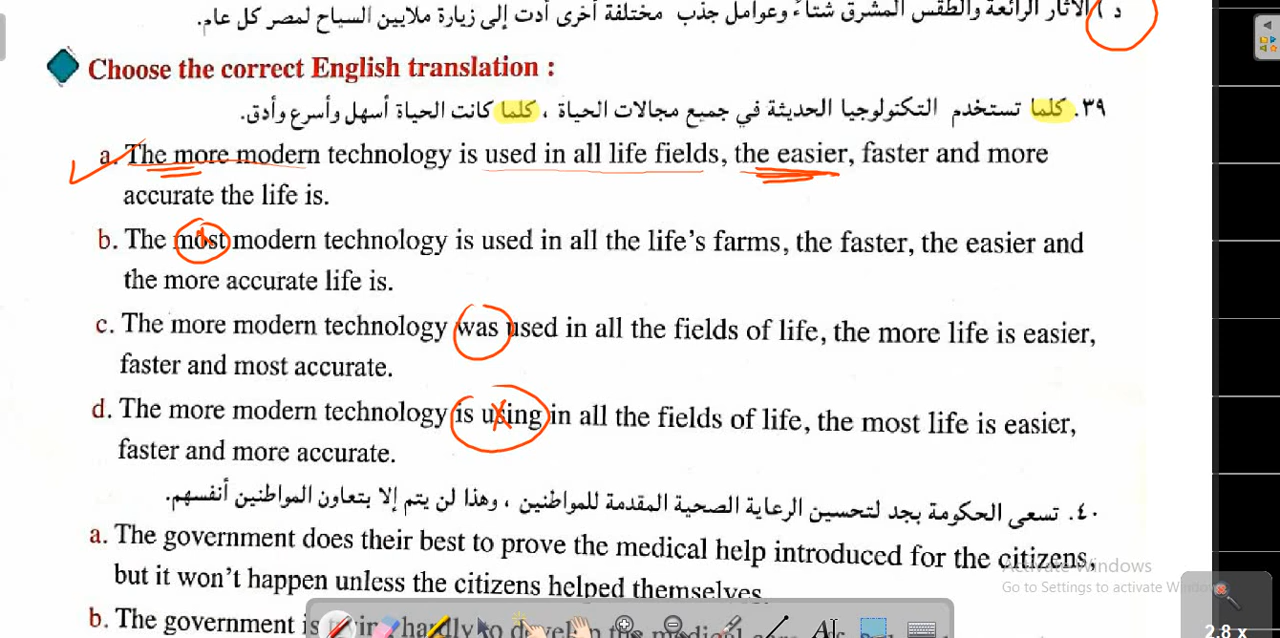 د ) الآثار الرائعة والطقس المشرق شتاءً وعوامل جذب مختلفة أخرى أدت إلى زيارة ملايين السياح لمصر كل عام.
Choose the correct English translation :
٣٩. كلما تستخدم التكنولوجيا الحديثة في جميع مجالات الحياة ، كلما كانت الحياة أسهل وأسرع وأدق.
a. The more modern technology is used in all life fields, the easier, faster and more
accurate the life is.
b. The most modern technology is used in all the life's farms, the faster, the easier and
the more accurate life is.
c. The more modern technology was used in all the fields of life, the more life is easier,
faster and most accurate.
d. The more modern technology is using in all the fields of life, the most life is easier,
faster and more accurate.
٤٠. تسعى الحكومة بجد لتحسين الرعاية الصحية المقدمة للمواطنين ، وهذا لن يتم إلا بتعاون المواطنين أنفسهم.
a. The government does their best to prove the medical help introduced for the citizens,
but it won't happen unless the citizens helped themselves.
Activate Windows
Go to Settings to activate Windows
b. The government is hardly to
2.8 x